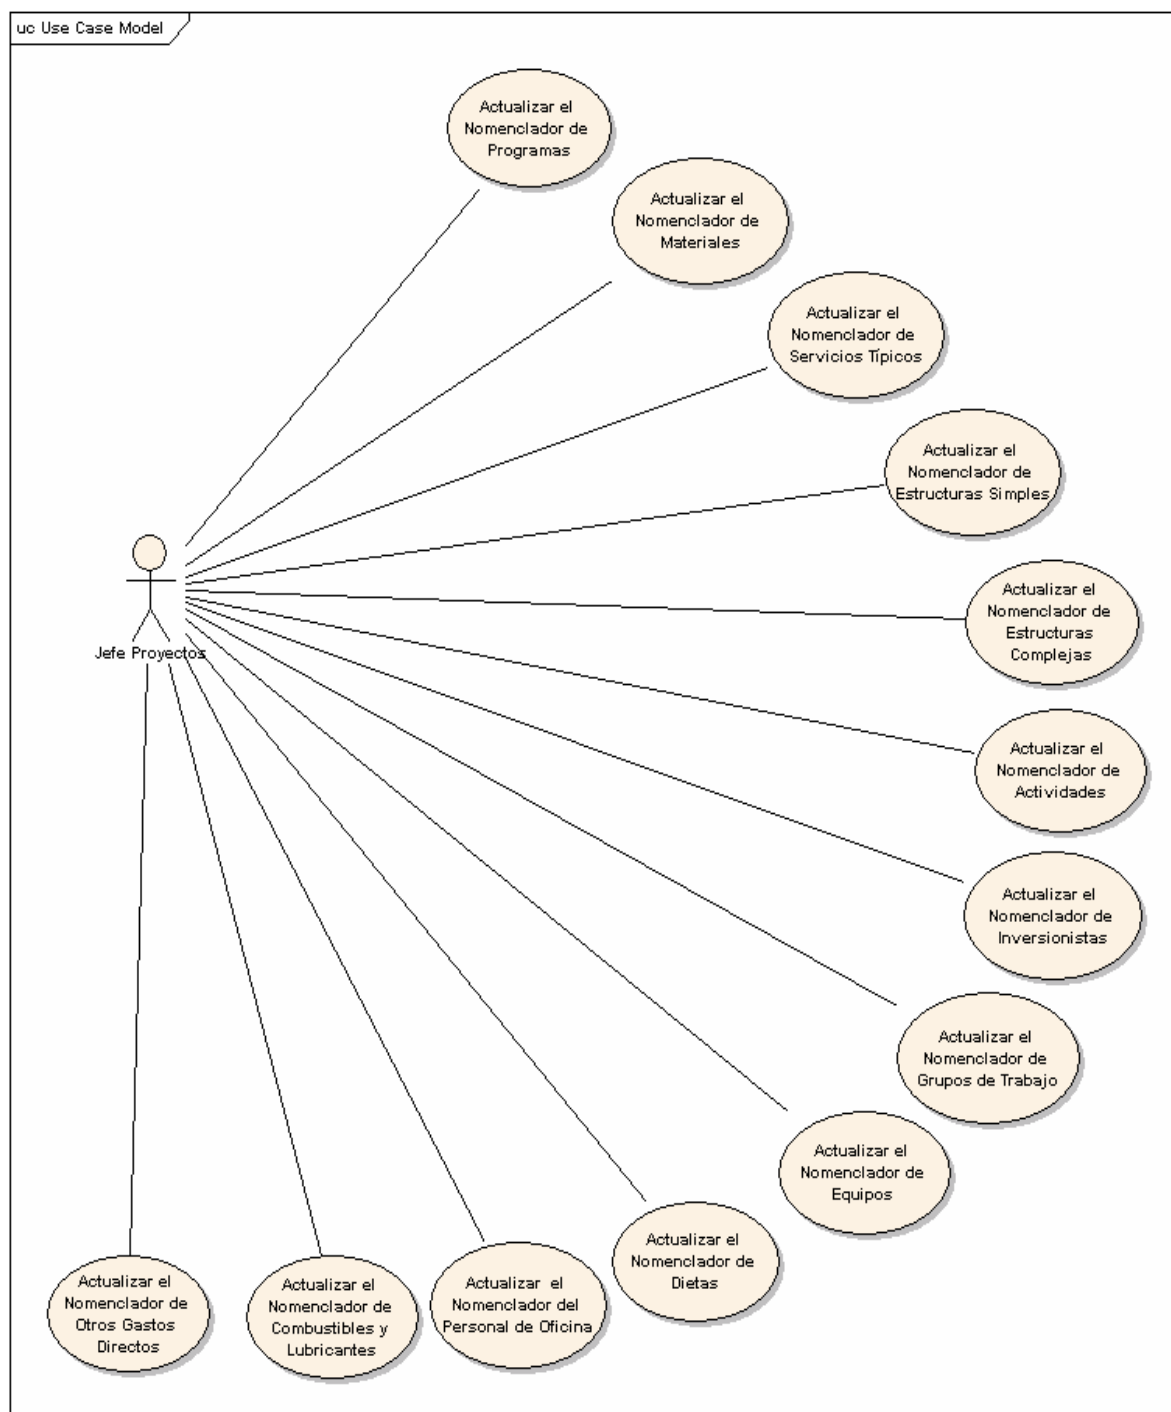 uc Use Case Model
Actualizar el
Nomenclador de
Programas
Actualizar el
Nomenclador de
Materiales
Actualizar el
Nomenclador de
Servicios Típicos
Actualizar el
Nomenclador de
Estructuras Simples
Actualizar el
Nomenclador de
Estructuras
Complejas
Jefe Proyectos
Actualizar el
Nomenclador de
Actividades
Actualizar el
Nomenclador de
Inversionistas
Actualizar el
Nomenclador de
Grupos de Trabajo
Actualizar el
Nomenclador de
Equipos
Actualizar el
Nomenclador de
Dietas
Actualizar el
Nomenclador del
Personal de Oficina
Actualizar el
Nomenclador de
Combustibles y
Lubricantes
Actualizar el
Nomenclador de
Otros Gastos
Directos